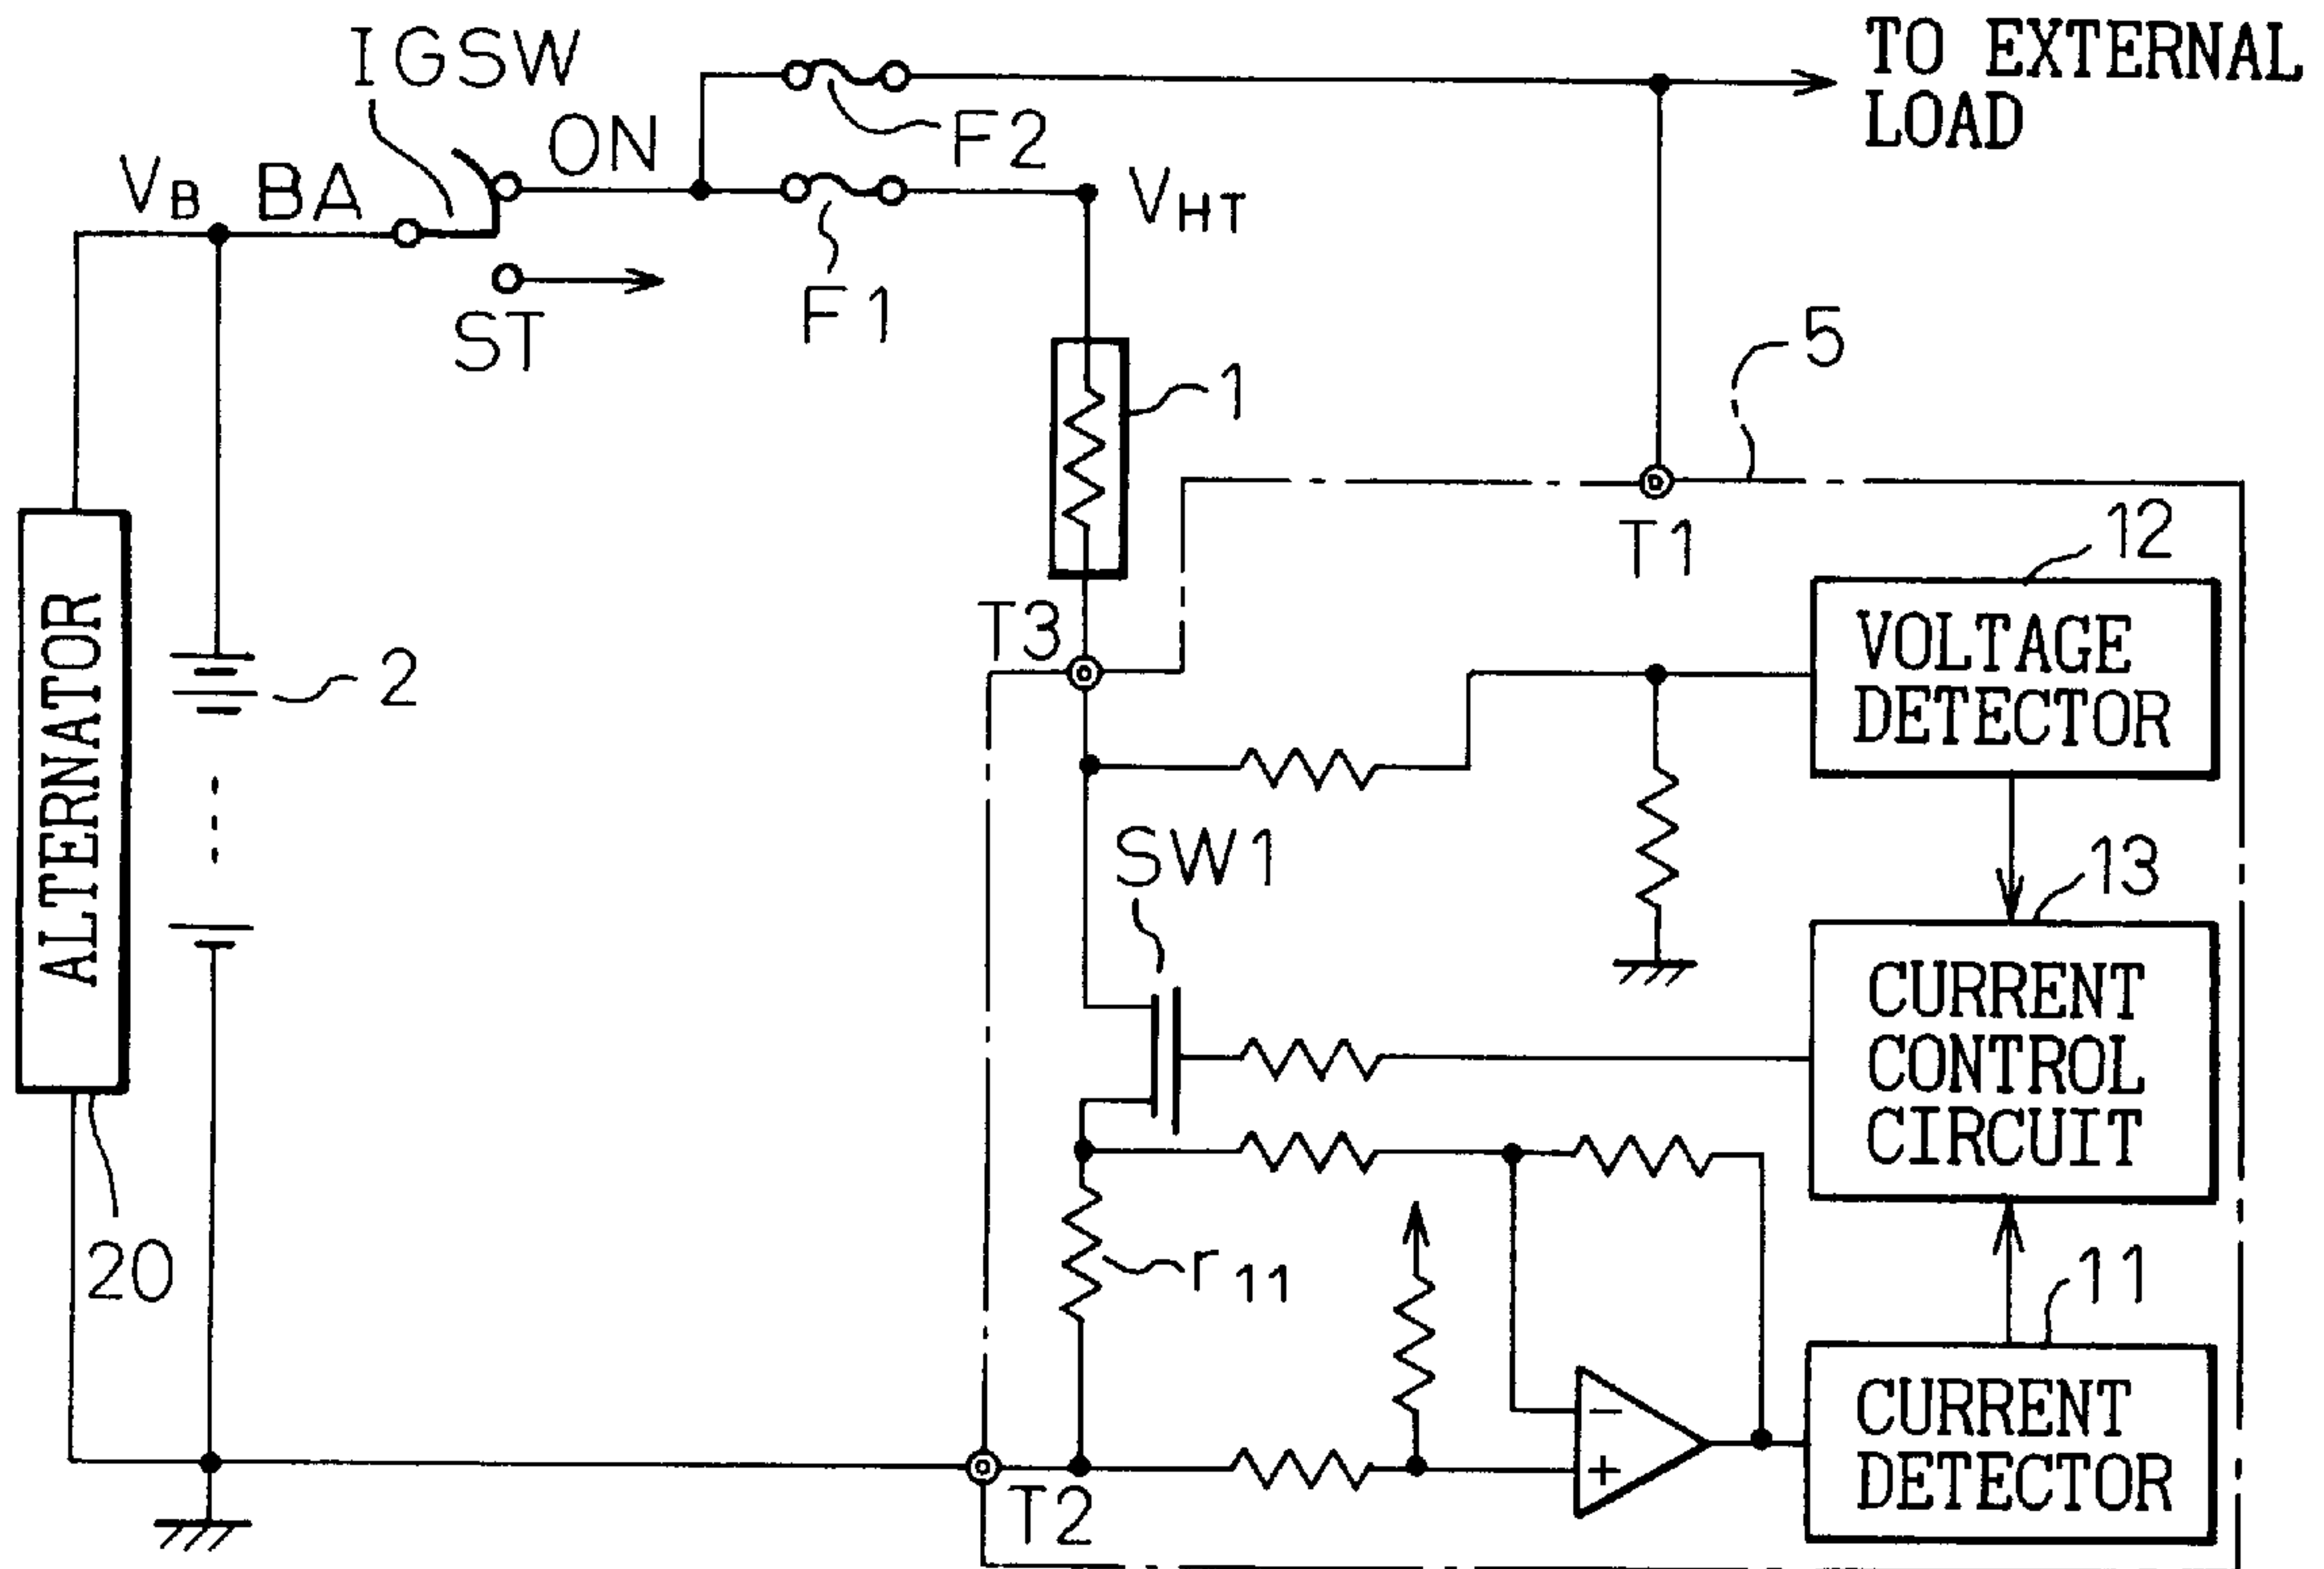 IGSW
TO EXTERNAL
LOAD
F2
ON
VB
BA
VHT
F1
ST
5
1
T1
12
T3
VOLTAGE
DETECTOR
2
ALTERNATOR
SW1
13
CURRENT
CONTROL
CIRCUIT
r11
20
11
−
+
CURRENT
DETECTOR
T2